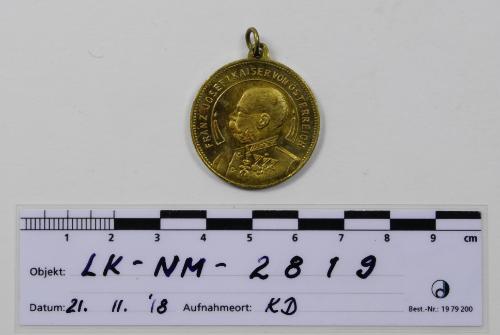 FRANZ JOSEF I. KAISER VON ÖSTERREICH
1 2 3 4 5 6 7 8 9 cm
Objekt: LK-NM-2819
Datum: 21. 11. '18 Aufnahmeort: KD Best.-Nr.: 19 79 200